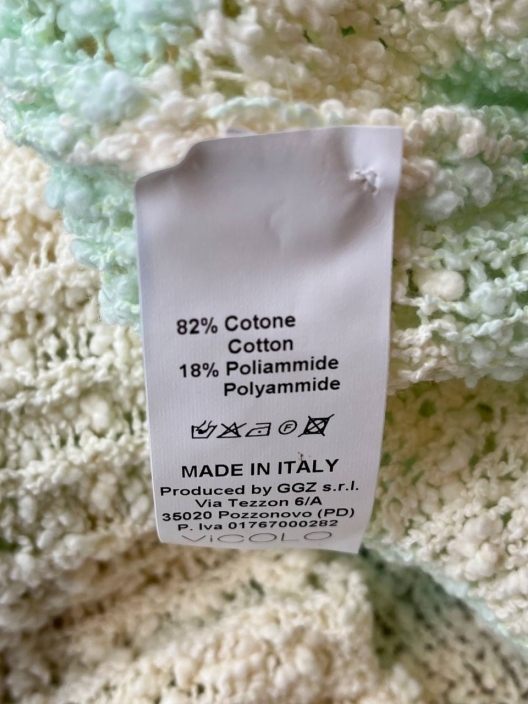 82% Cotone
Cotton
18% Poliammide
Polyammide
MADE IN ITALY
Produced by GGZ s.r.l.
Via Tezzon 6/A
35020 Pozzonovo (PD)
P. Iva 01767000282
ViCOLO